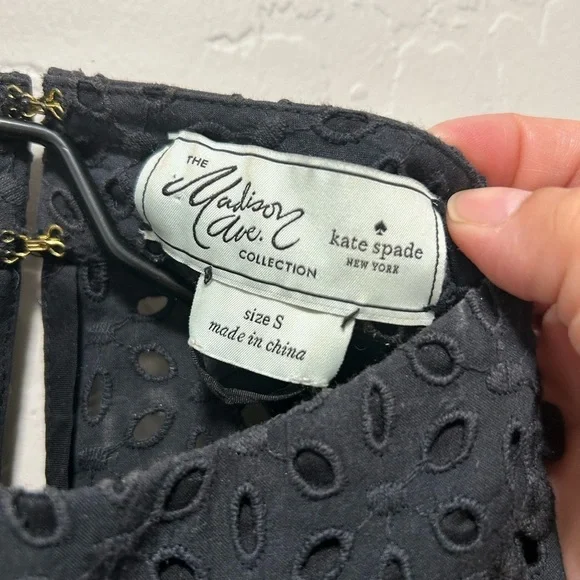 THE
Madison
Ave.
COLLECTION
kate spade
NEW YORK
size S
made in china